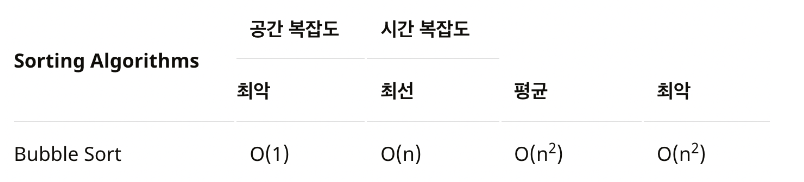 공간 복잡도 시간 복잡도
Sorting Algorithms
최악 최선 평균 최악
Bubble Sort O(1) O(n) O(n²) O(n²)